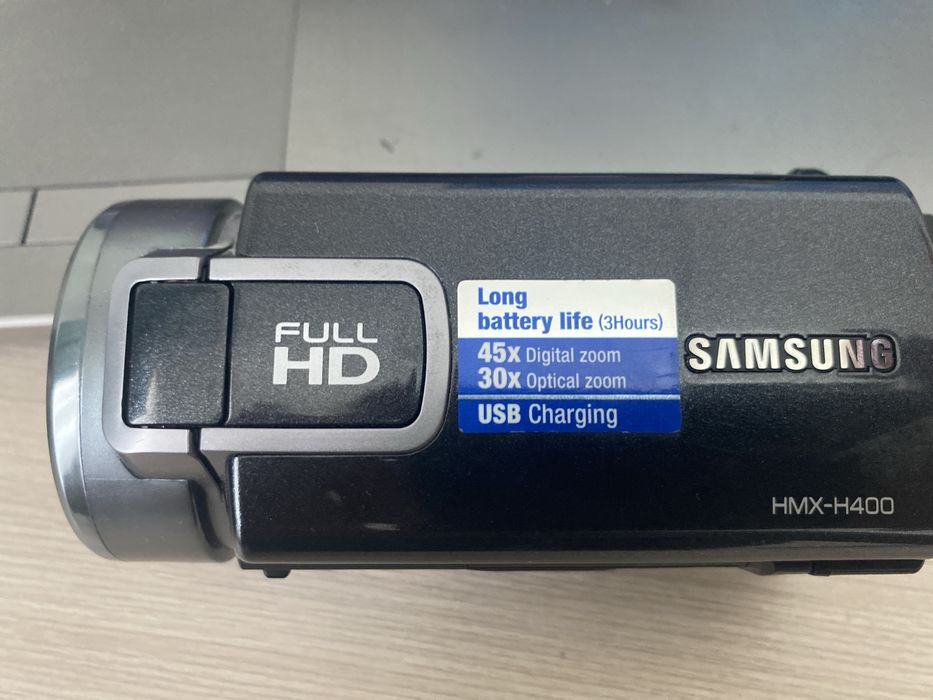 FULL
HD
Long
battery life (3Hours)
45x Digital zoom
30x Optical zoom
USB Charging
SAMSUNG
HMX-H400